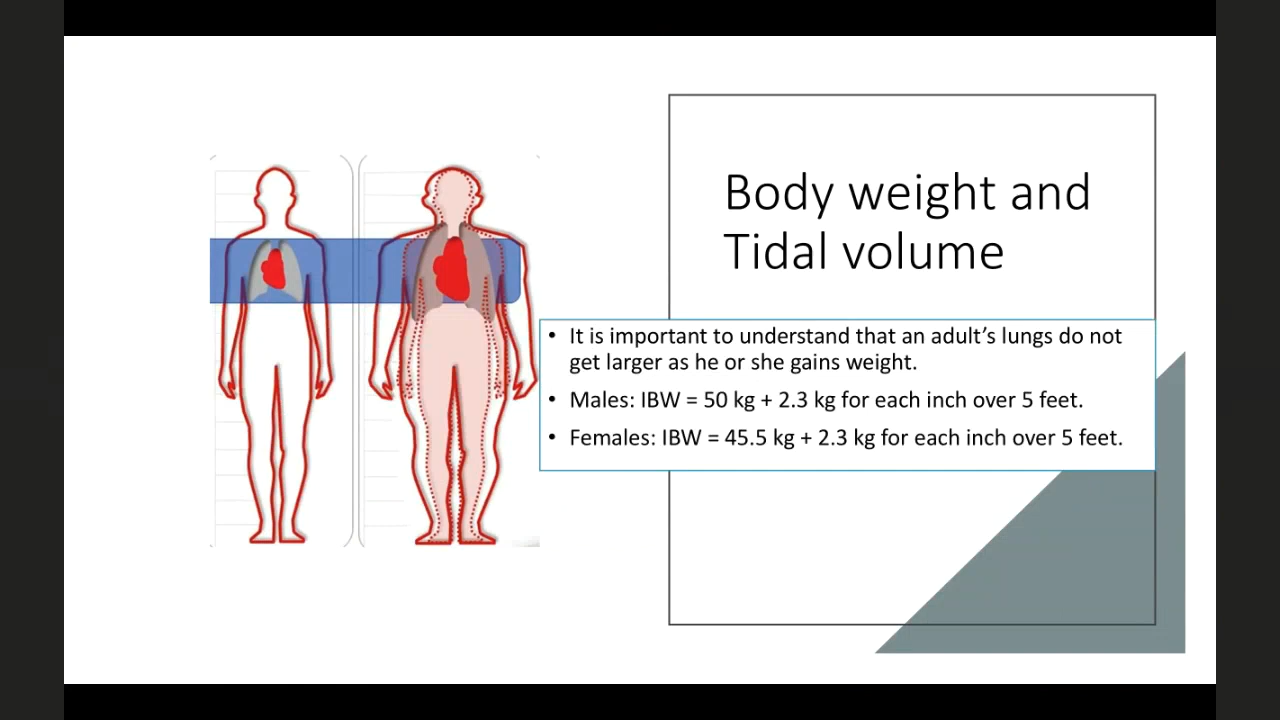 Body weight and
Tidal volume
• It is important to understand that an adult’s lungs do not
get larger as he or she gains weight.
• Males: IBW = 50 kg + 2.3 kg for each inch over 5 feet.
• Females: IBW = 45.5 kg + 2.3 kg for each inch over 5 feet.